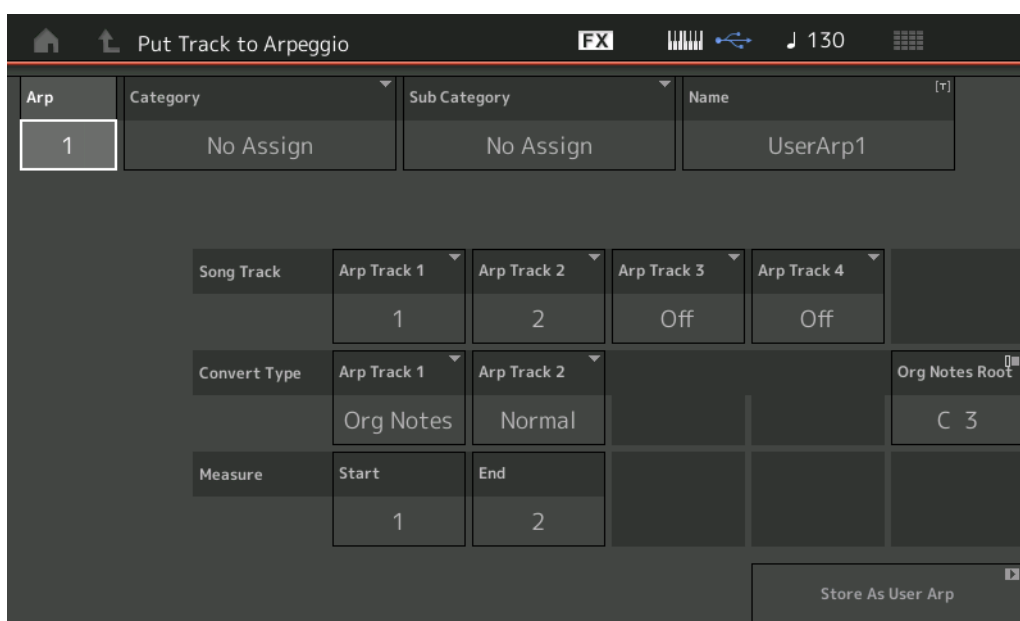 Put Track to Arpeggio FX 130
Arp Category Sub Category Name [T]
1 No Assign No Assign UserArp1
Song Track Arp Track 1 Arp Track 2 Arp Track 3 Arp Track 4
1 2 Off Off
Convert Type Arp Track 1 Arp Track 2 Org Notes Root
Org Notes Normal C 3
Measure Start End
1 2
Store As User Arp